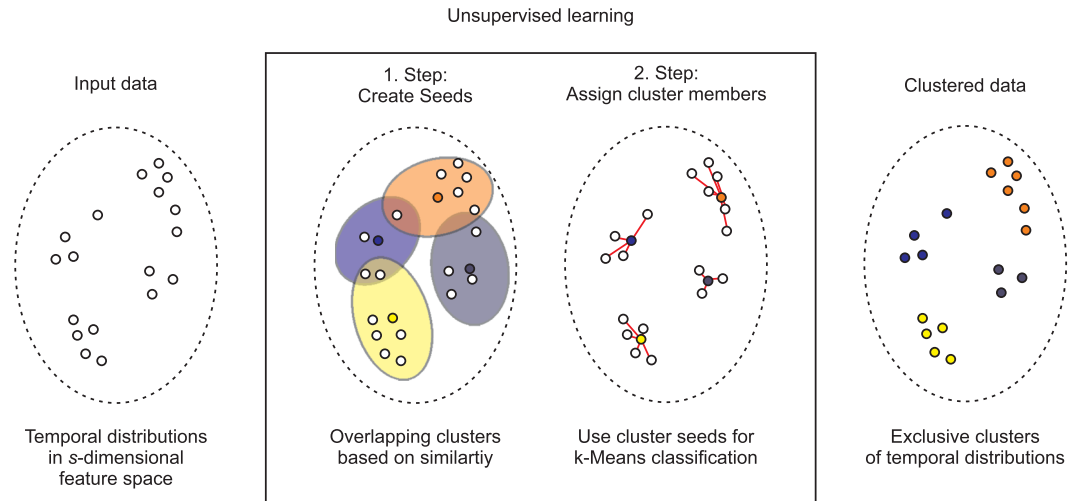 Unsupervised learning
Input data
1. Step:
Create Seeds
2. Step:
Assign cluster members
Clustered data
Temporal distributions
in s-dimensional
feature space
Overlapping clusters
based on similartiy
Use cluster seeds for
k-Means classification
Exclusive clusters
of temporal distributions